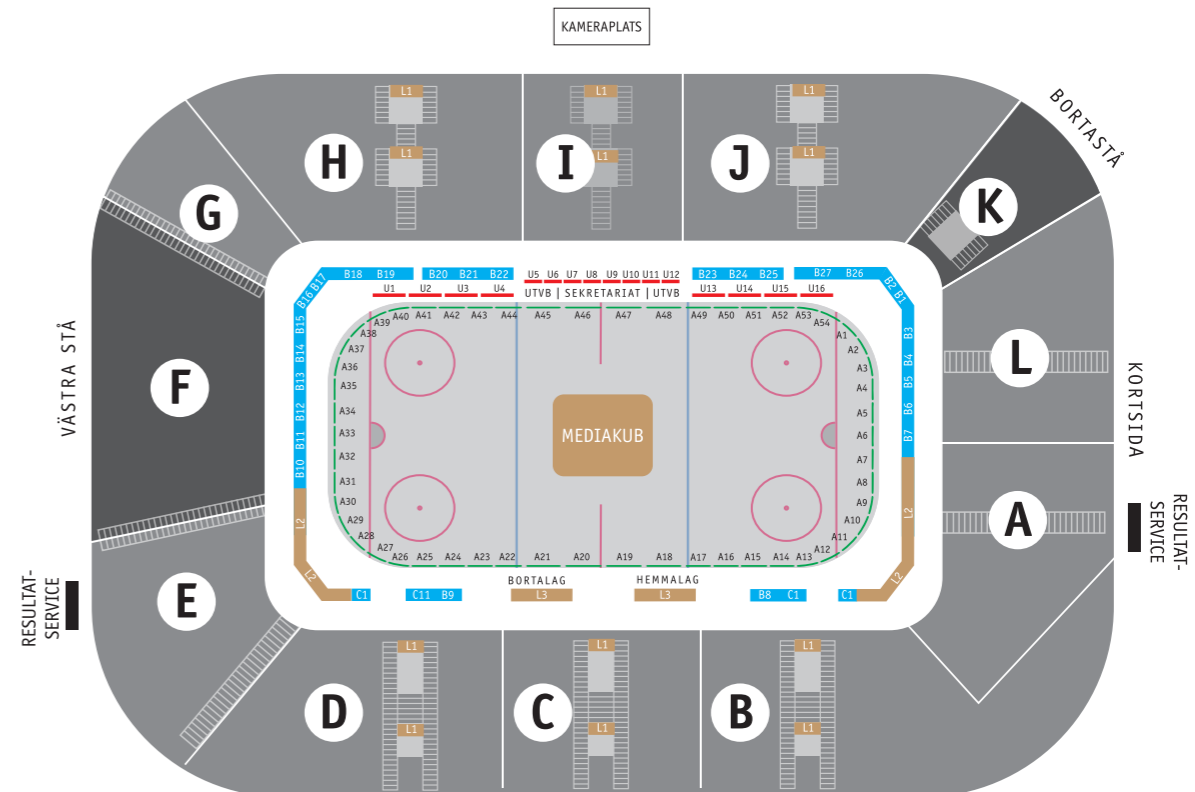 KAMERAPLATS
BORTASTÅ
L1 L1 L1
H L1 I L1 J L1
G K
B18 B19 B20 B21 B22 U5 U6 U7 U8 U9 U10 U11 U12 B23 B24 B25 B27 B26
B17 B16 B2 B1
U1 U2 U3 U4 UTVB | SEKRETARIAT | UTVB U13 U14 U15 U16
A38 A39 A40 A41 A42 A43 A44 A45 A46 A47 A48 A49 A50 A51 A52 A53 A54 A1
B15 B14 B13 B12 B11 B10 L2 L2
A37 A36 A35 A34 A33 A32 A31 A30 A29 A28
A2 A3 A4 A5 A6 A7 A8 A9 A10 A11
B3 B4 B5 B6 B7 L2 L2
VÄSTRA STÅ
F
MEDIAKUB
L
KORTSIDA
A
RESULTAT-
SERVICE
A27 A26 A25 A24 A23 A22 A21 A20 A19 A18 A17 A16 A15 A14 A13 A12
BORTALAG HEMMALAG
C1 C11 B9 L3 L3 B8 C1 C1
RESULTAT-
SERVICE
E
L1 L1 L1
D C B
L1 L1 L1